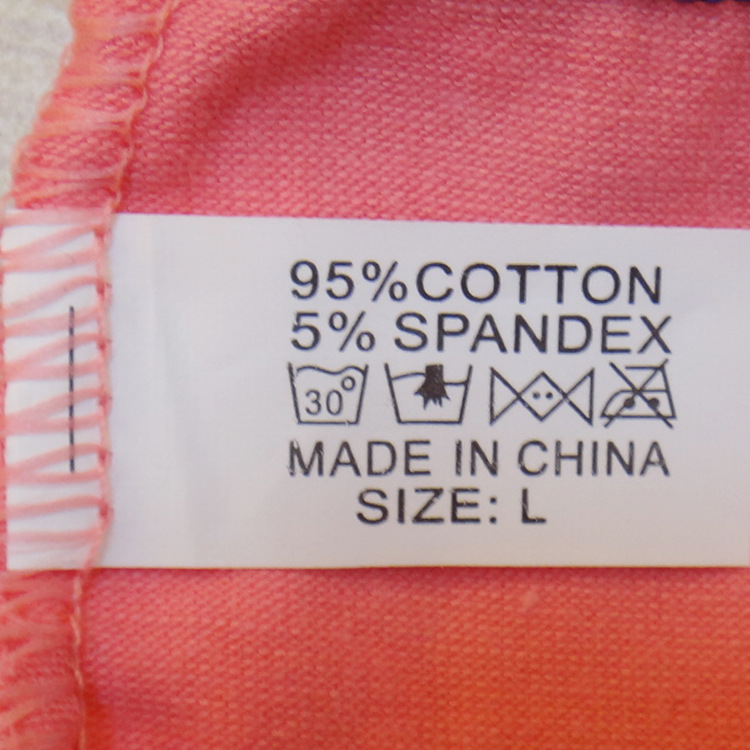 95%COTTON
5% SPANDEX
30°
MADE IN CHINA
SIZE: L